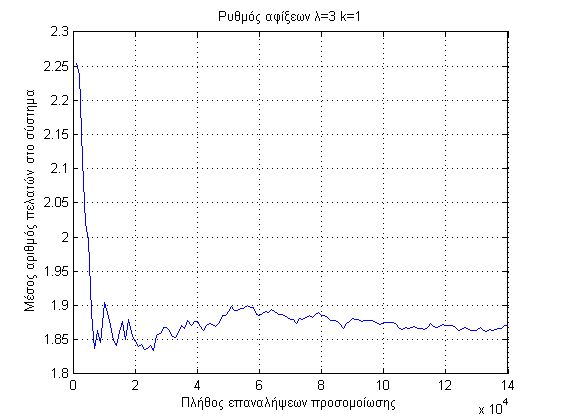 Ρυθμός αφίξεων λ=3 k=1
Μέσος αριθμός πελατών στο σύστημα
2.3
2.25
2.2
2.15
2.1
2.05
2
1.95
1.9
1.85
1.8
0 2 4 6 8 10 12 14
x 10^4
Πλήθος επαναλήψεων προσομοίωσης